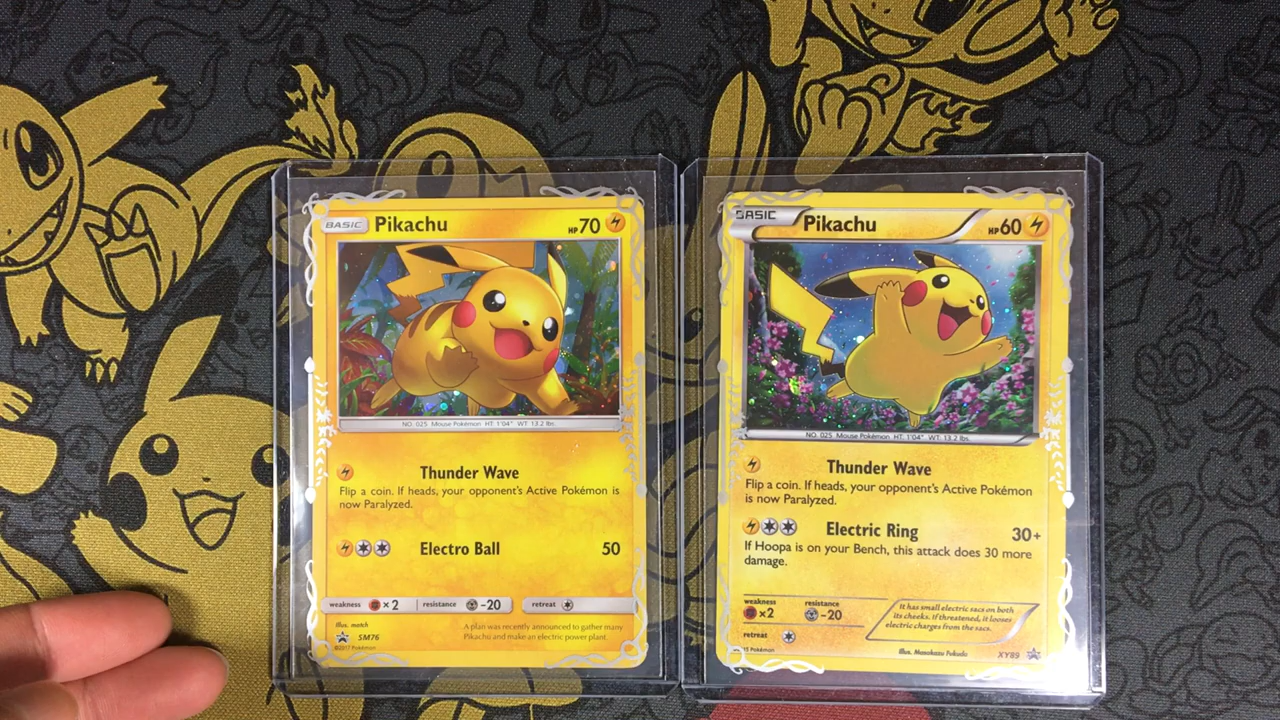 BASIC Pikachu HP 70
NO. 025 Mouse Pokémon HT: 1'04" WT: 13.2 lbs.
Thunder Wave
Flip a coin. If heads, your opponent's Active Pokémon is
now Paralyzed.
Electro Ball 50
weakness ×2 resistance -20 retreat
Illus. match
SM76
©2017 Pokémon
A plan was recently announced to gather many
Pikachu and make an electric power plant.
BASIC Pikachu HP 60
NO. 025 Mouse Pokémon HT: 1'04" WT: 13.2 lbs.
Thunder Wave
Flip a coin. If heads, your opponent's Active Pokémon
is now Paralyzed.
Electric Ring 30+
If Hoopa is on your Bench, this attack does 30 more
damage.
weakness resistance
×2 -20
retreat
It has small electric sacs on both
its cheeks. If threatened, it looses
electric charges from the sacs.
Pokémon Illus. Masakazu Fukuda XY89